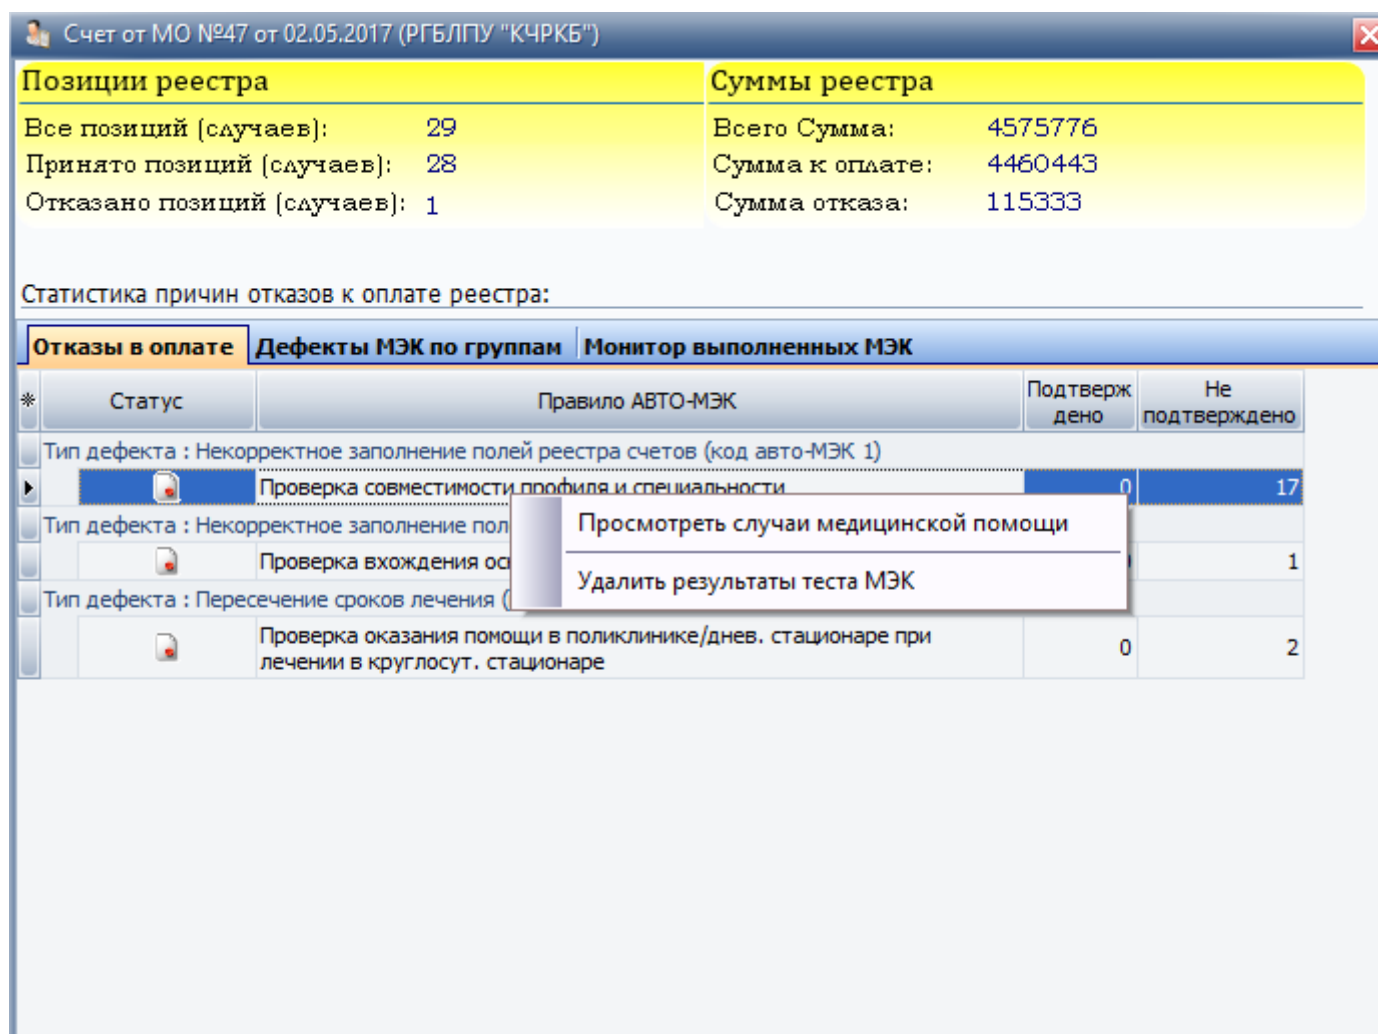 Счет от МО №47 от 02.05.2017 (РГБЛПУ "КЧРКБ")
Позиции реестра
Суммы реестра
Все позиций (случаев): 29
Всего Сумма: 4575776
Принято позиций (случаев): 28
Сумма к оплате: 4460443
Отказано позиций (случаев): 1
Сумма отказа: 115333
Статистика причин отказов к оплате реестра:
Отказы в оплате Дефекты МЭК по группам Монитор выполненных МЭК
Статус
Правило АВТО-МЭК
Подтверж
дено
Не
подтверждено
Тип дефекта : Некорректное заполнение полей реестра счетов (код авто-МЭК 1)
Проверка совместимости профиля и специальности 0 17
Просмотреть случаи медицинской помощи
Тип дефекта : Некорректное заполнение пол
Удалить результаты теста МЭК
Проверка вхождения 1
Тип дефекта : Пересечение сроков лечения (
Проверка оказания помощи в поликлинике/днев. стационаре при
лечении в круглосут. стационаре
0 2